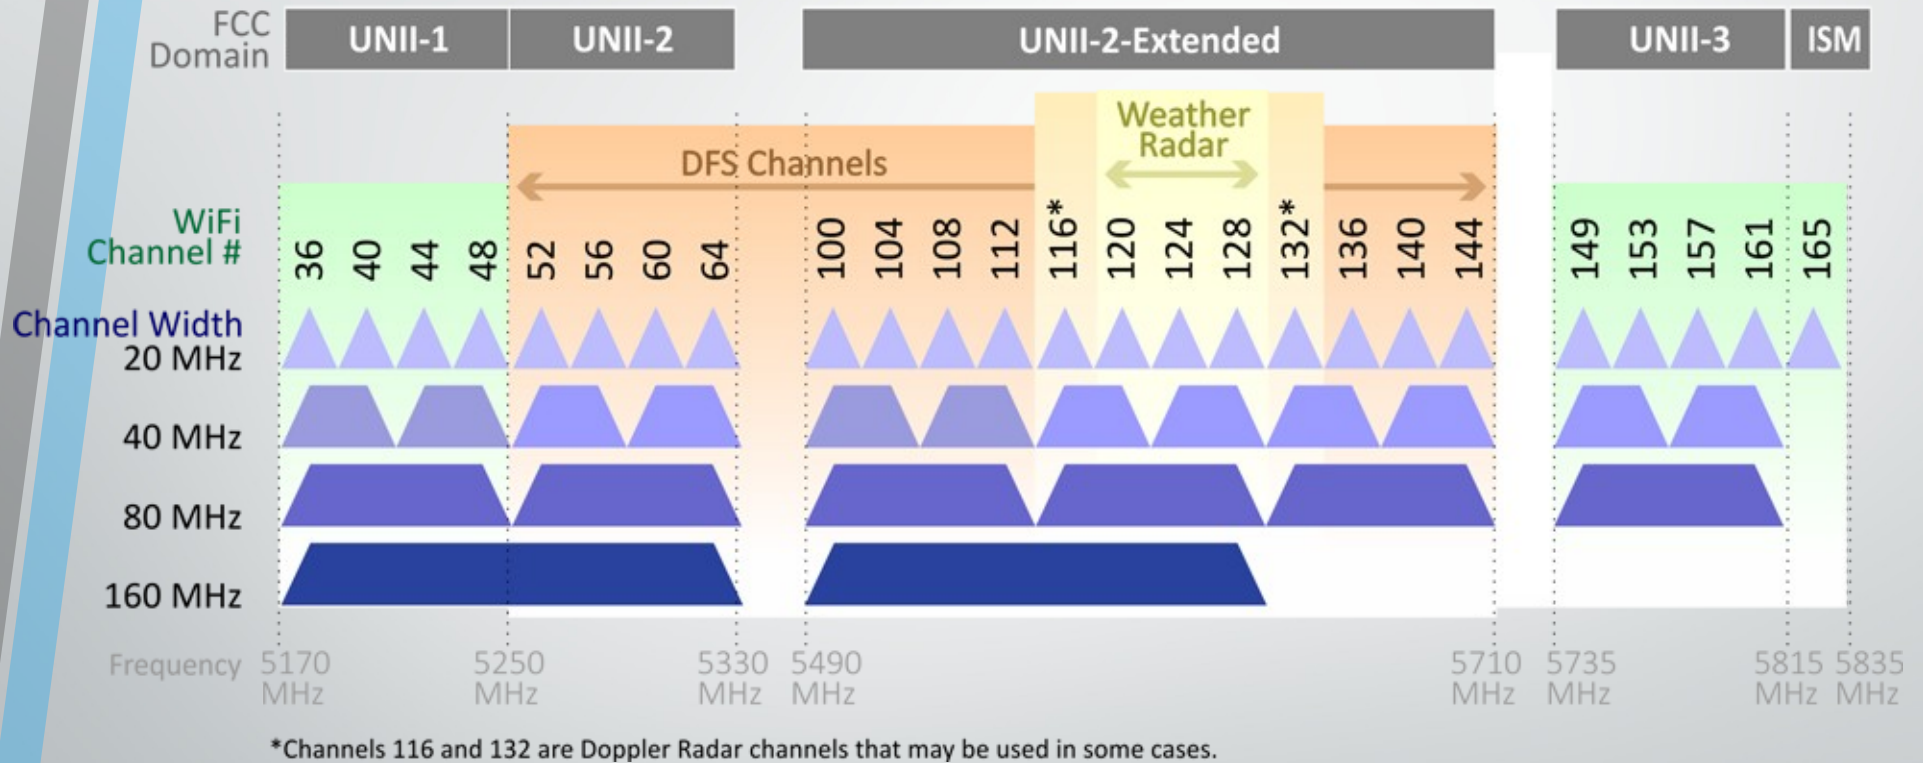 FCC
Domain
UNII-1
UNII-2
UNII-2-Extended
UNII-3
ISM
Weather
Radar
DFS Channels
WiFi
Channel #
36 40 44 48 52 56 60 64 100 104 108 112 116* 120 124 128 132* 136 140 144 149 153 157 161 165
Channel Width
20 MHz
40 MHz
80 MHz
160 MHz
Frequency
5170
MHz
5250
MHz
5330
MHz
5490
MHz
5710
MHz
5735
MHz
5815
MHz
5835
MHz
*Channels 116 and 132 are Doppler Radar channels that may be used in some cases.